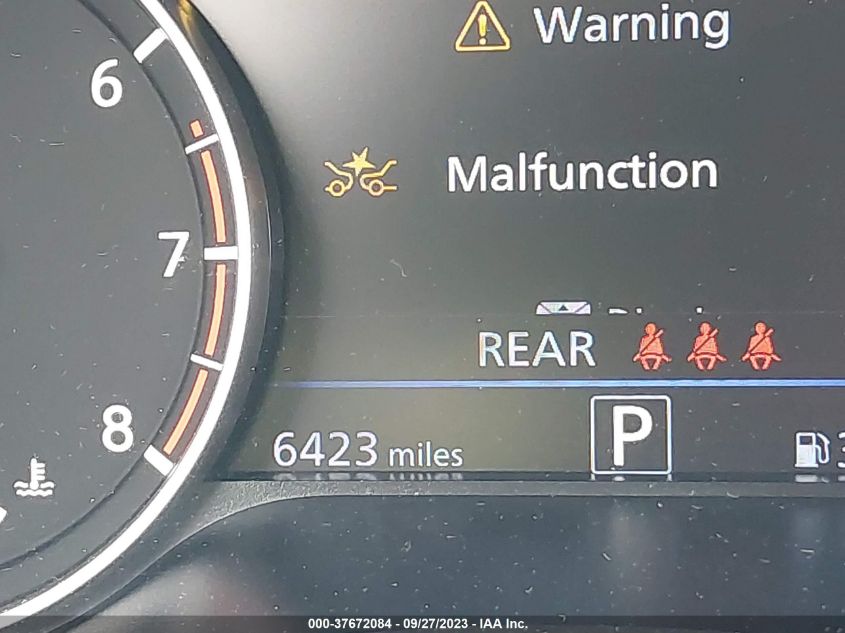 Warning
Malfunction
REAR
6423 miles
P
6
7
8
000-37672084 - 09/27/2023 - IAA Inc.